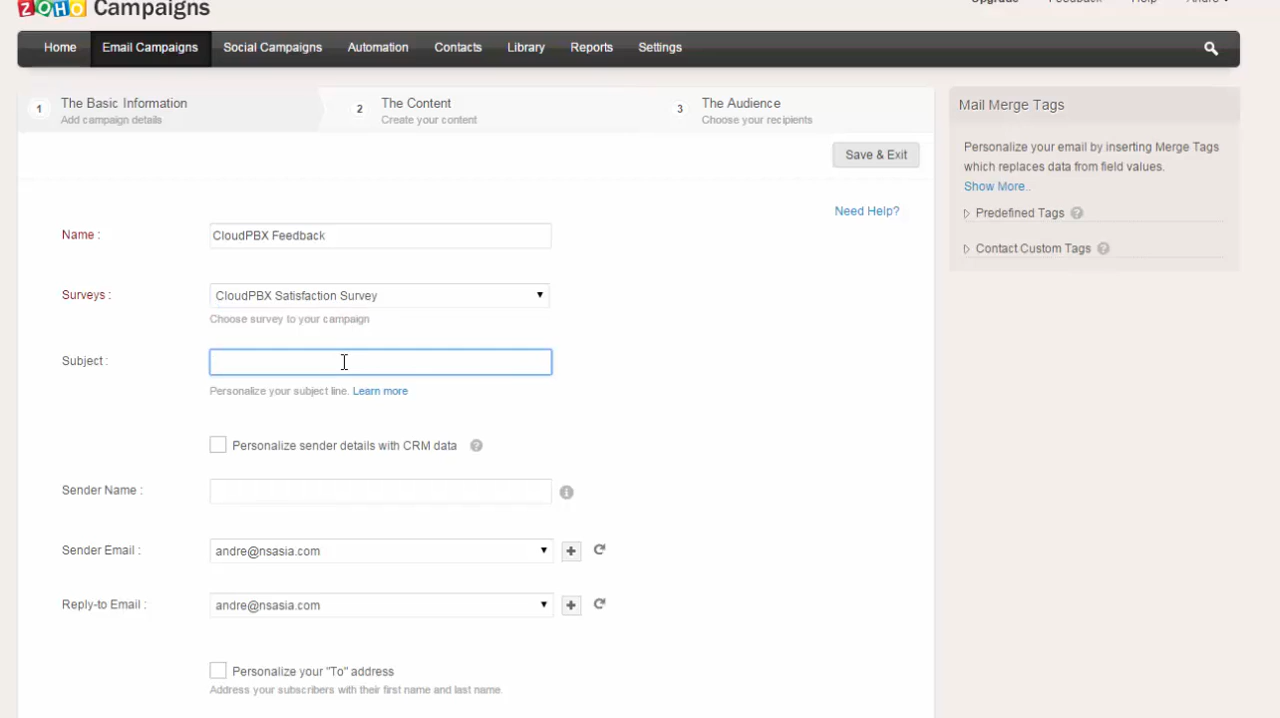 ZOHO Campaigns
Upgrade Feedback Help Andre
Home Email Campaigns Social Campaigns Automation Contacts Library Reports Settings
1 The Basic Information
Add campaign details
2 The Content
Create your content
3 The Audience
Choose your recipients
Save & Exit
Need Help?
Name : CloudPBX Feedback
Surveys : CloudPBX Satisfaction Survey
Choose survey to your campaign
Subject :
Personalize your subject line. Learn more
Personalize sender details with CRM data ?
Sender Name :
Sender Email : andre@nsasia.com
Reply-to Email : andre@nsasia.com
Personalize your "To" address
Address your subscribers with their first name and last name.
Mail Merge Tags
Personalize your email by inserting Merge Tags
which replaces data from field values.
Show More..
Predefined Tags ?
Contact Custom Tags ?